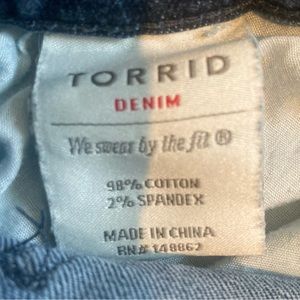 TORRID
DENIM
We swear by the fit ®
98% COTTON
2% SPANDEX
MADE IN CHINA
RN# 148862